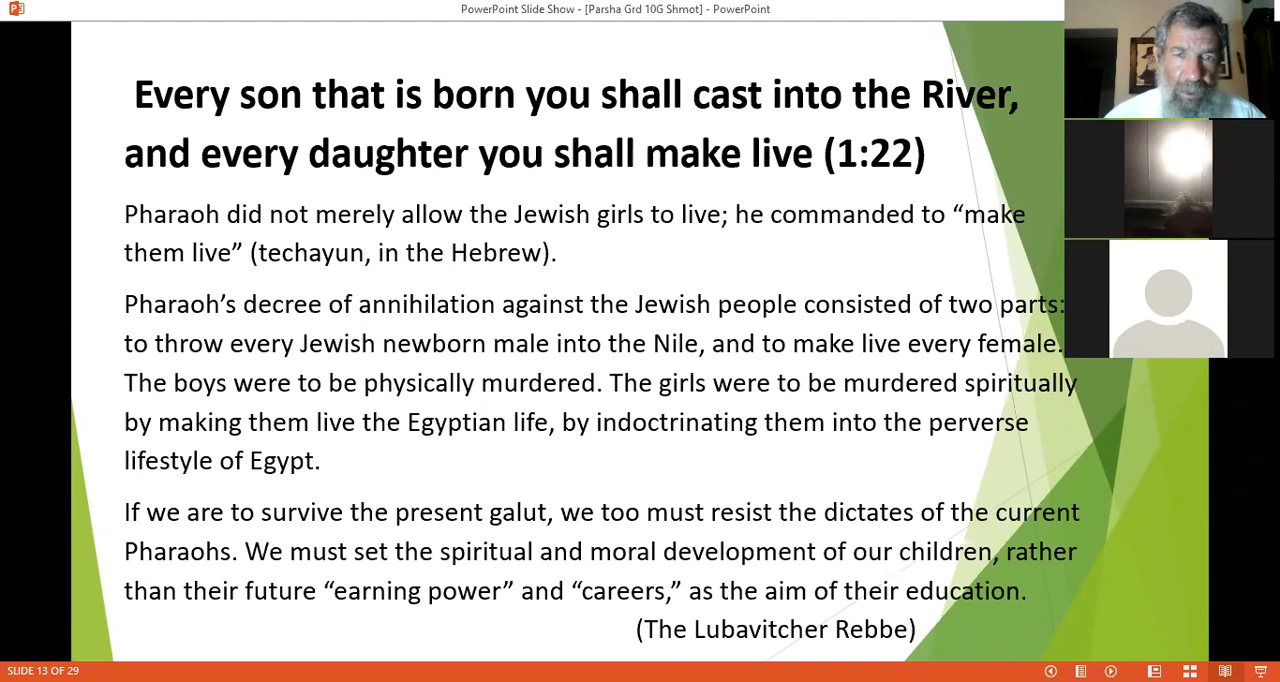 PowerPoint Slide Show - [Parsha Grd 10G Shmot] - PowerPoint
Every son that is born you shall cast into the River,
and every daughter you shall make live (1:22)
Pharaoh did not merely allow the Jewish girls to live; he commanded to “make
them live” (techayun, in the Hebrew).
Pharaoh’s decree of annihilation against the Jewish people consisted of two parts:
to throw every Jewish newborn male into the Nile, and to make live every female.
The boys were to be physically murdered. The girls were to be murdered spiritually
by making them live the Egyptian life, by indoctrinating them into the perverse
lifestyle of Egypt.
If we are to survive the present galut, we too must resist the dictates of the current
Pharaohs. We must set the spiritual and moral development of our children, rather
than their future “earning power” and “careers,” as the aim of their education.
(The Lubavitcher Rebbe)
SLIDE 13 OF 29